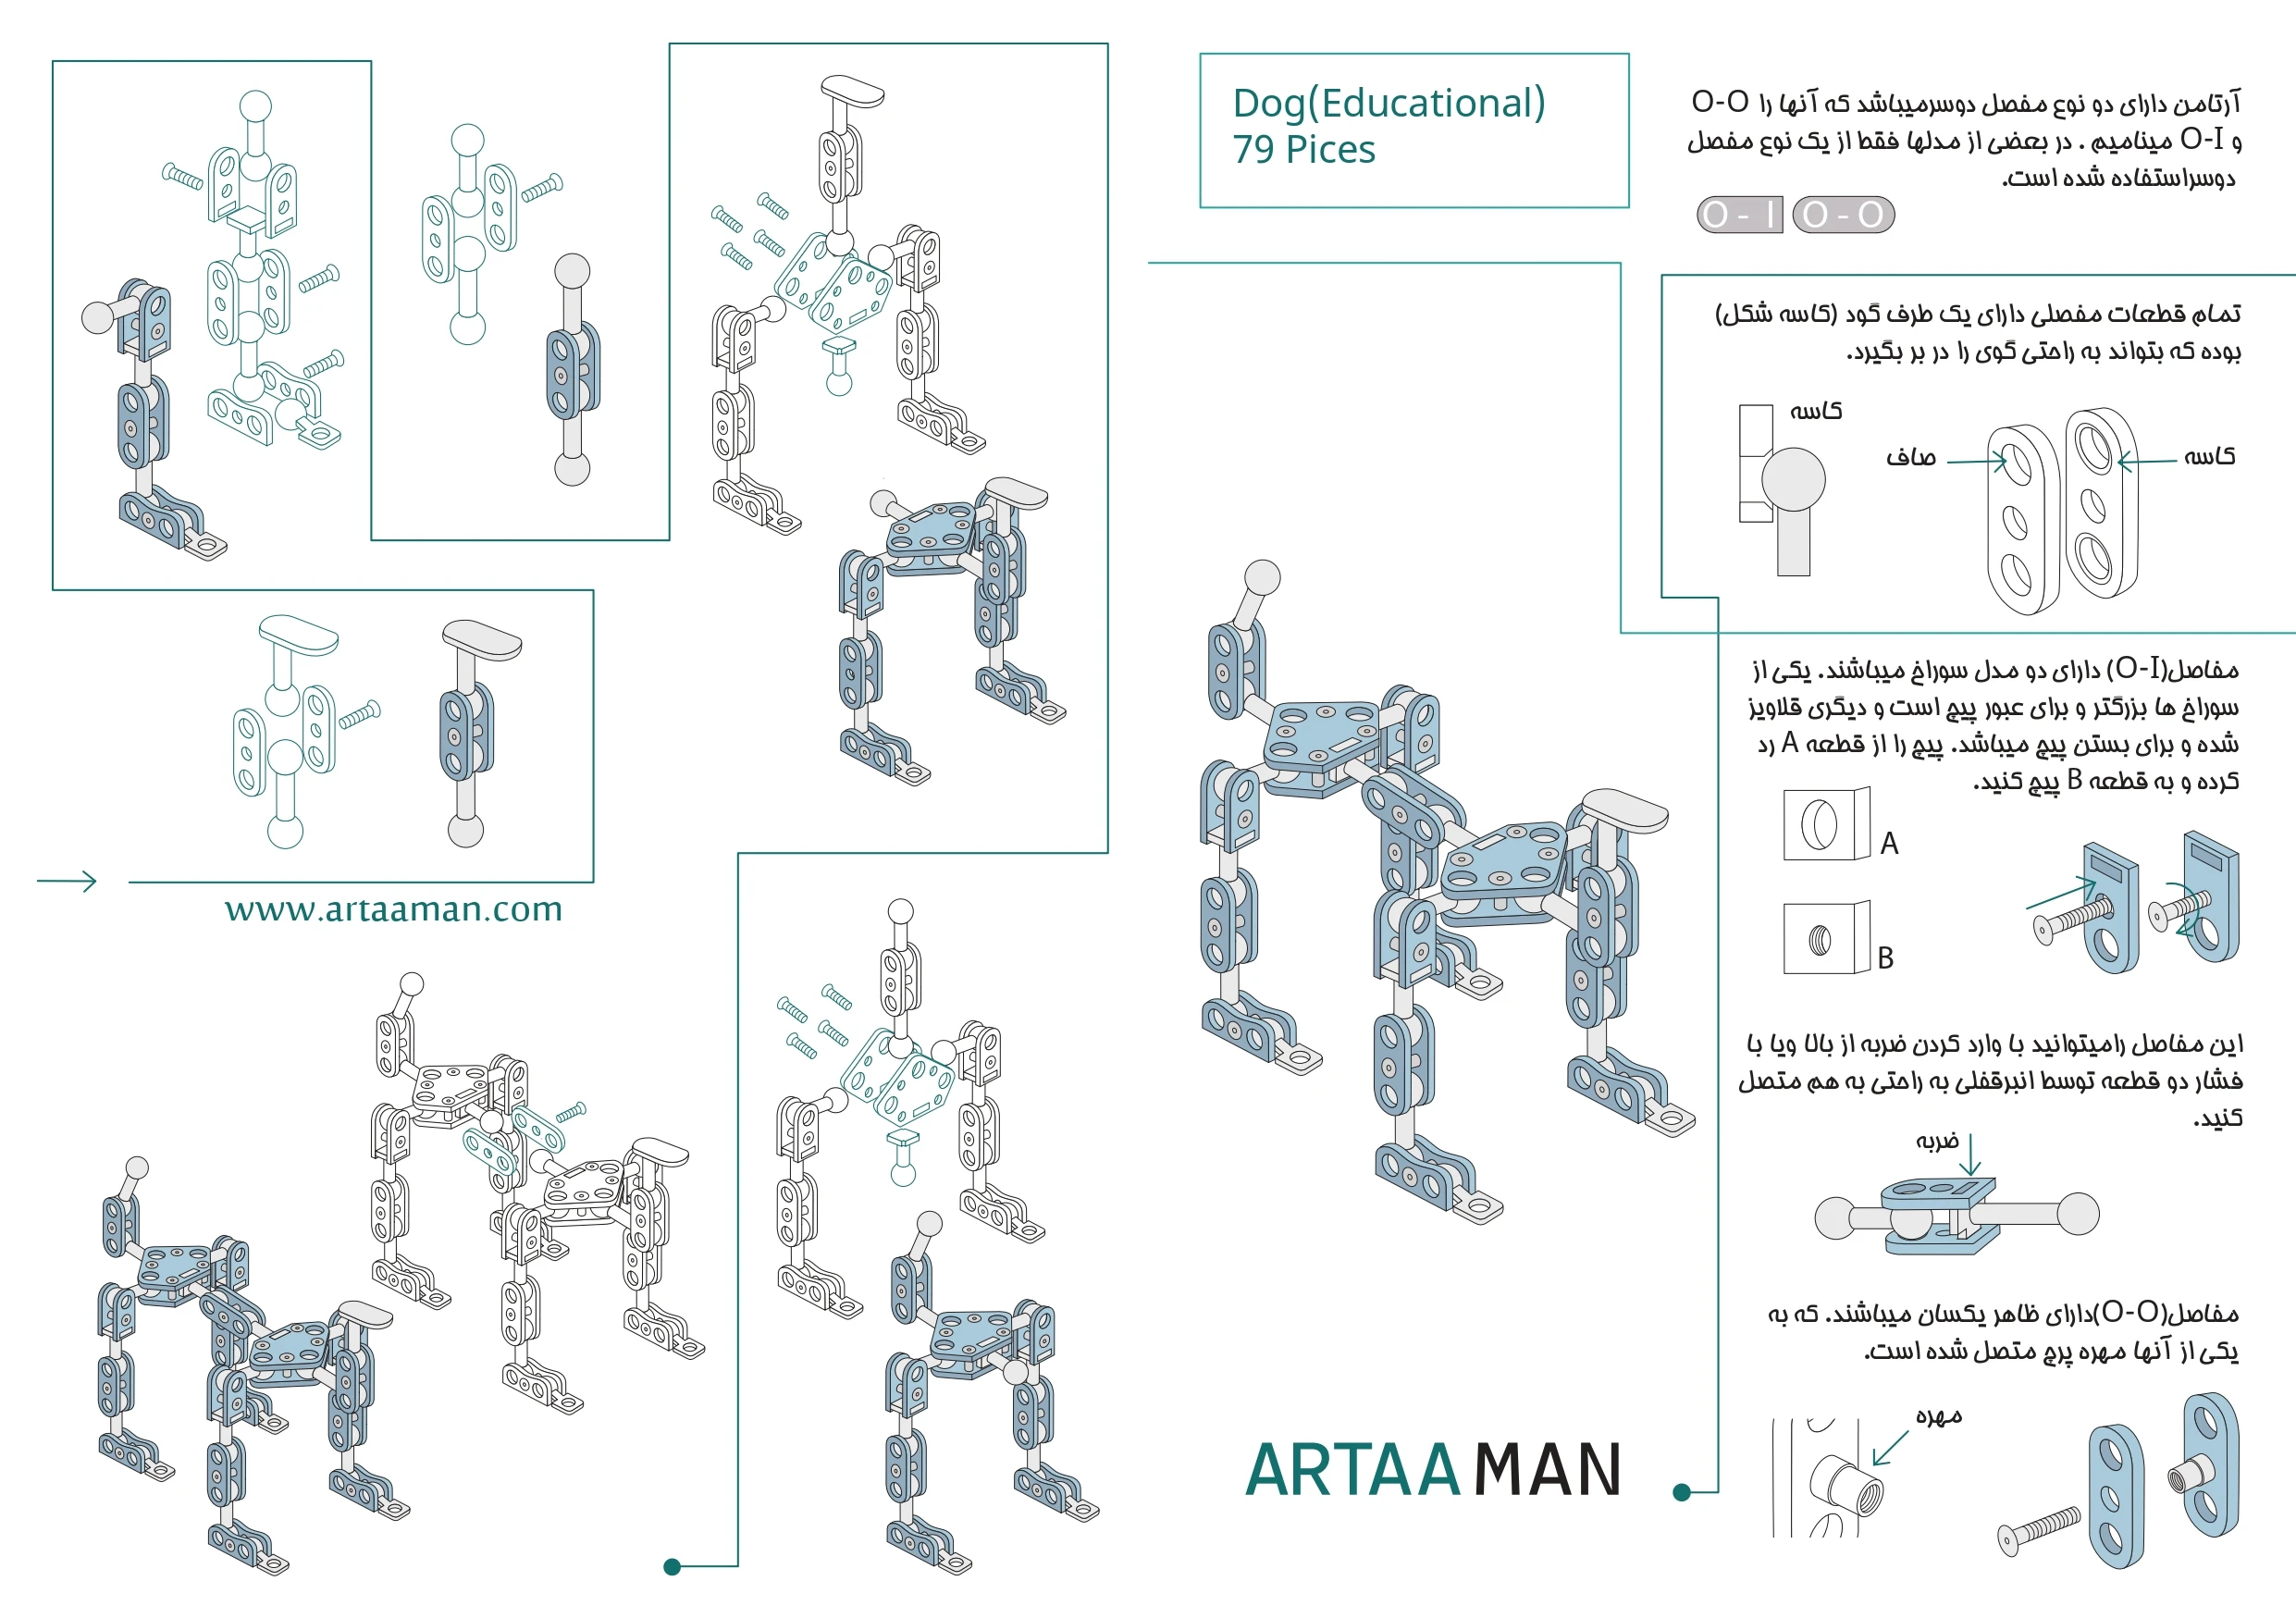 Dog(Educational)
79 Pices
آرتامن دارای دو نوع مفصل دوسرمیباشد که آنها را O-O
و O-I مینامیم . در بعضی از مدلها فقط از یک نوع مفصل
دوسراستفاده شده است.
O - I O - O
تمام قطعات مفصلی دارای یک طرف گود (کاسه شکل)
بوده که بتواند به راحتی گوی را در بر بگیرد.
کاسه
صاف
کاسه
مفاصل(O-I) دارای دو مدل سوراخ میباشند. یکی از
سوراخ ها بزرگتر و برای عبور پیچ است و دیگری قلاویز
شده و برای بستن پیچ میباشد. پیچ را از قطعه A رد
کرده و به قطعه B پیچ کنید.
A
B
این مفاصل رامیتوانید با وارد کردن ضربه از بالا ویا با
فشار دو قطعه توسط انبرقفلی به راحتی به هم متصل
کنید.
ضربه
مفاصل(O-O)دارای ظاهر یکسان میباشند. که به
یکی از آنها مهره پرچ متصل شده است.
مهره
ARTAAMAN
www.artaaman.com